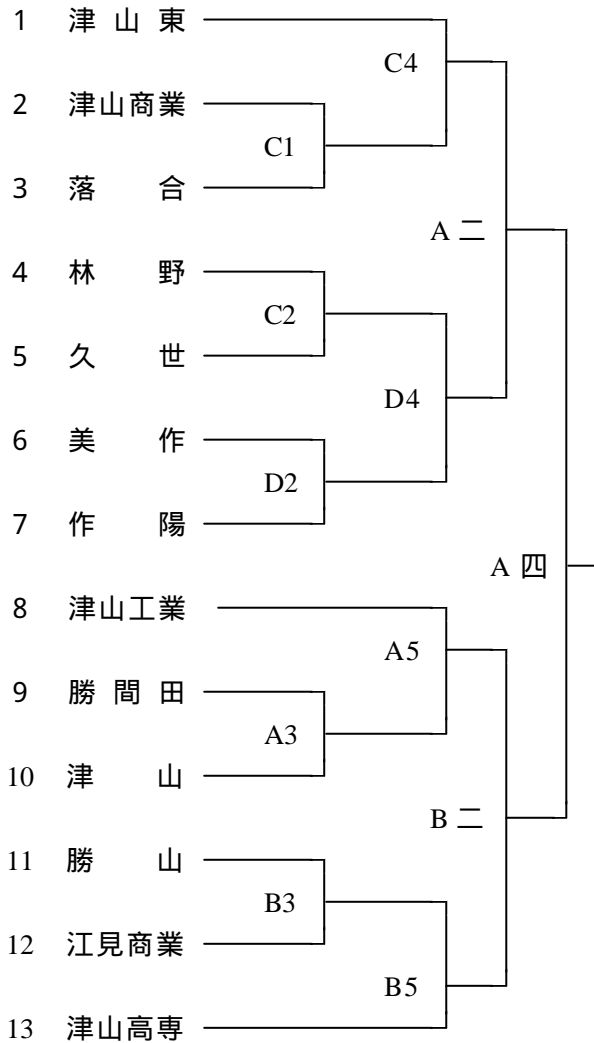 1 津山東
C4
2 津山商業
C1
3 落合
A 二
4 林野
C2
5 久世
D4
6 美作
D2
7 作陽
A 四
8 津山工業
A5
9 勝間田
A3
10 津山
B 二
11 勝山
B3
12 江見商業
B5
13 津山高専